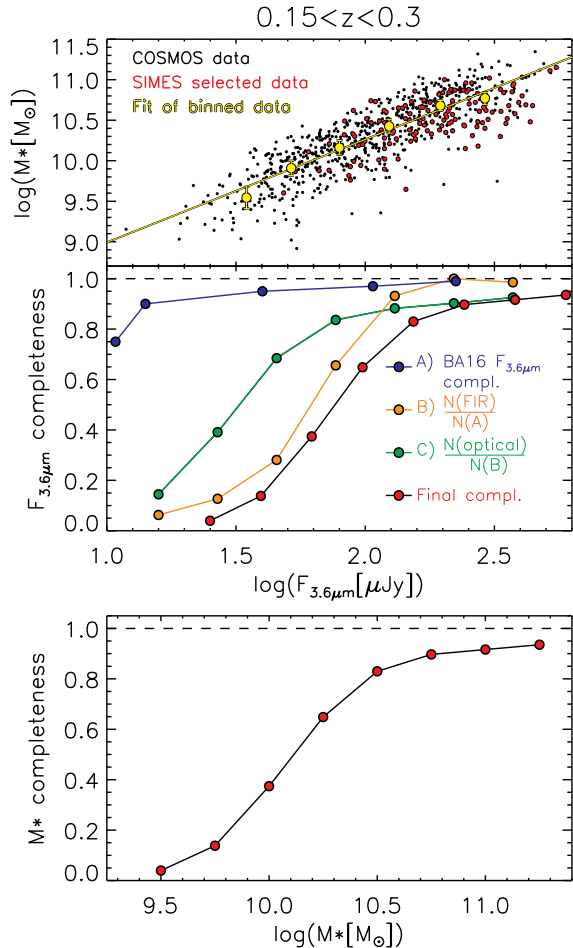 0.15<z<0.3
COSMOS data
SIMES selected data
Fit of binned data
log(M*[M⊙])
11.5
11.0
10.5
10.0
9.5
9.0
F3.6μm completeness
1.0
0.8
0.6
0.4
0.2
0.0
A) BA16 F3.6μm
compl.
B) N(FIR)
N(A)
C) N(optical)
N(B)
Final compl.
1.0 1.5 2.0 2.5
log(F3.6μm[μJy])
M* completeness
1.0
0.8
0.6
0.4
0.2
0.0
9.5 10.0 10.5 11.0
log(M*[M⊙])